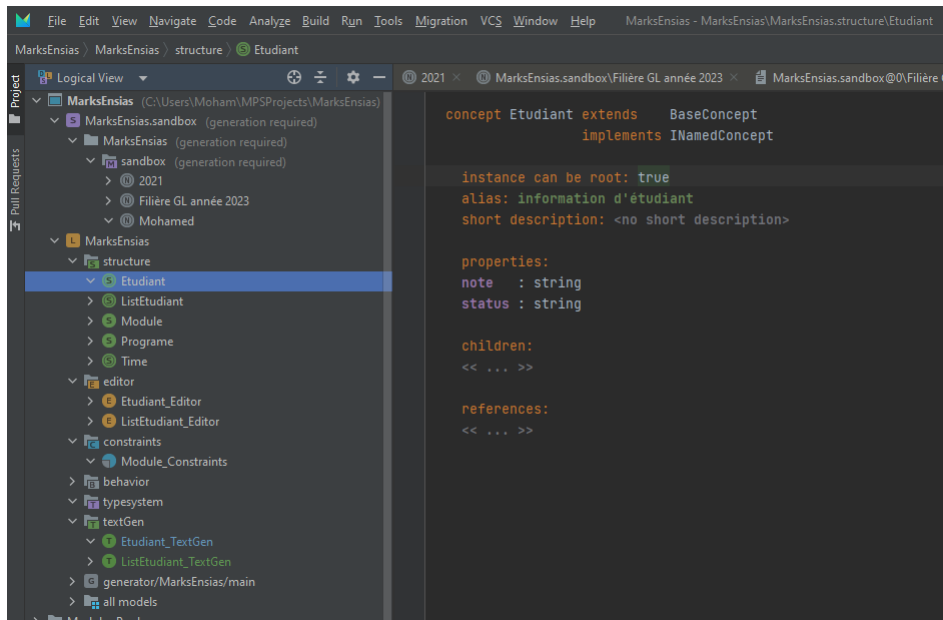 File Edit View Navigate Code Analyze Build Run Tools Migration VCS Window Help MarksEnsias - MarksEnsias\MarksEnsias.structure\Etudiant
MarksEnsias 〉 MarksEnsias 〉 structure 〉 S Etudiant
Project
Pull Requests
Logical View
MarksEnsias (C:\Users\Moham\MPSProjects\MarksEnsias)
S MarksEnsias.sandbox (generation required)
MarksEnsias (generation required)
sandbox (generation required)
N 2021
N Filière GL année 2023
N Mohamed
L MarksEnsias
structure
S Etudiant
S ListEtudiant
S Module
S Programe
S Time
editor
E Etudiant_Editor
E ListEtudiant_Editor
constraints
Module_Constraints
behavior
typesystem
textGen
T Etudiant_TextGen
T ListEtudiant_TextGen
G generator/MarksEnsias/main
all models
N 2021 × N MarksEnsias.sandbox\Filière GL année 2023 × MarksEnsias.sandbox@0\Filière
concept Etudiant extends BaseConcept
implements INamedConcept
instance can be root: true
alias: information d'étudiant
short description: <no short description>
properties:
note : string
status : string
children:
<< ... >>
references:
<< ... >>